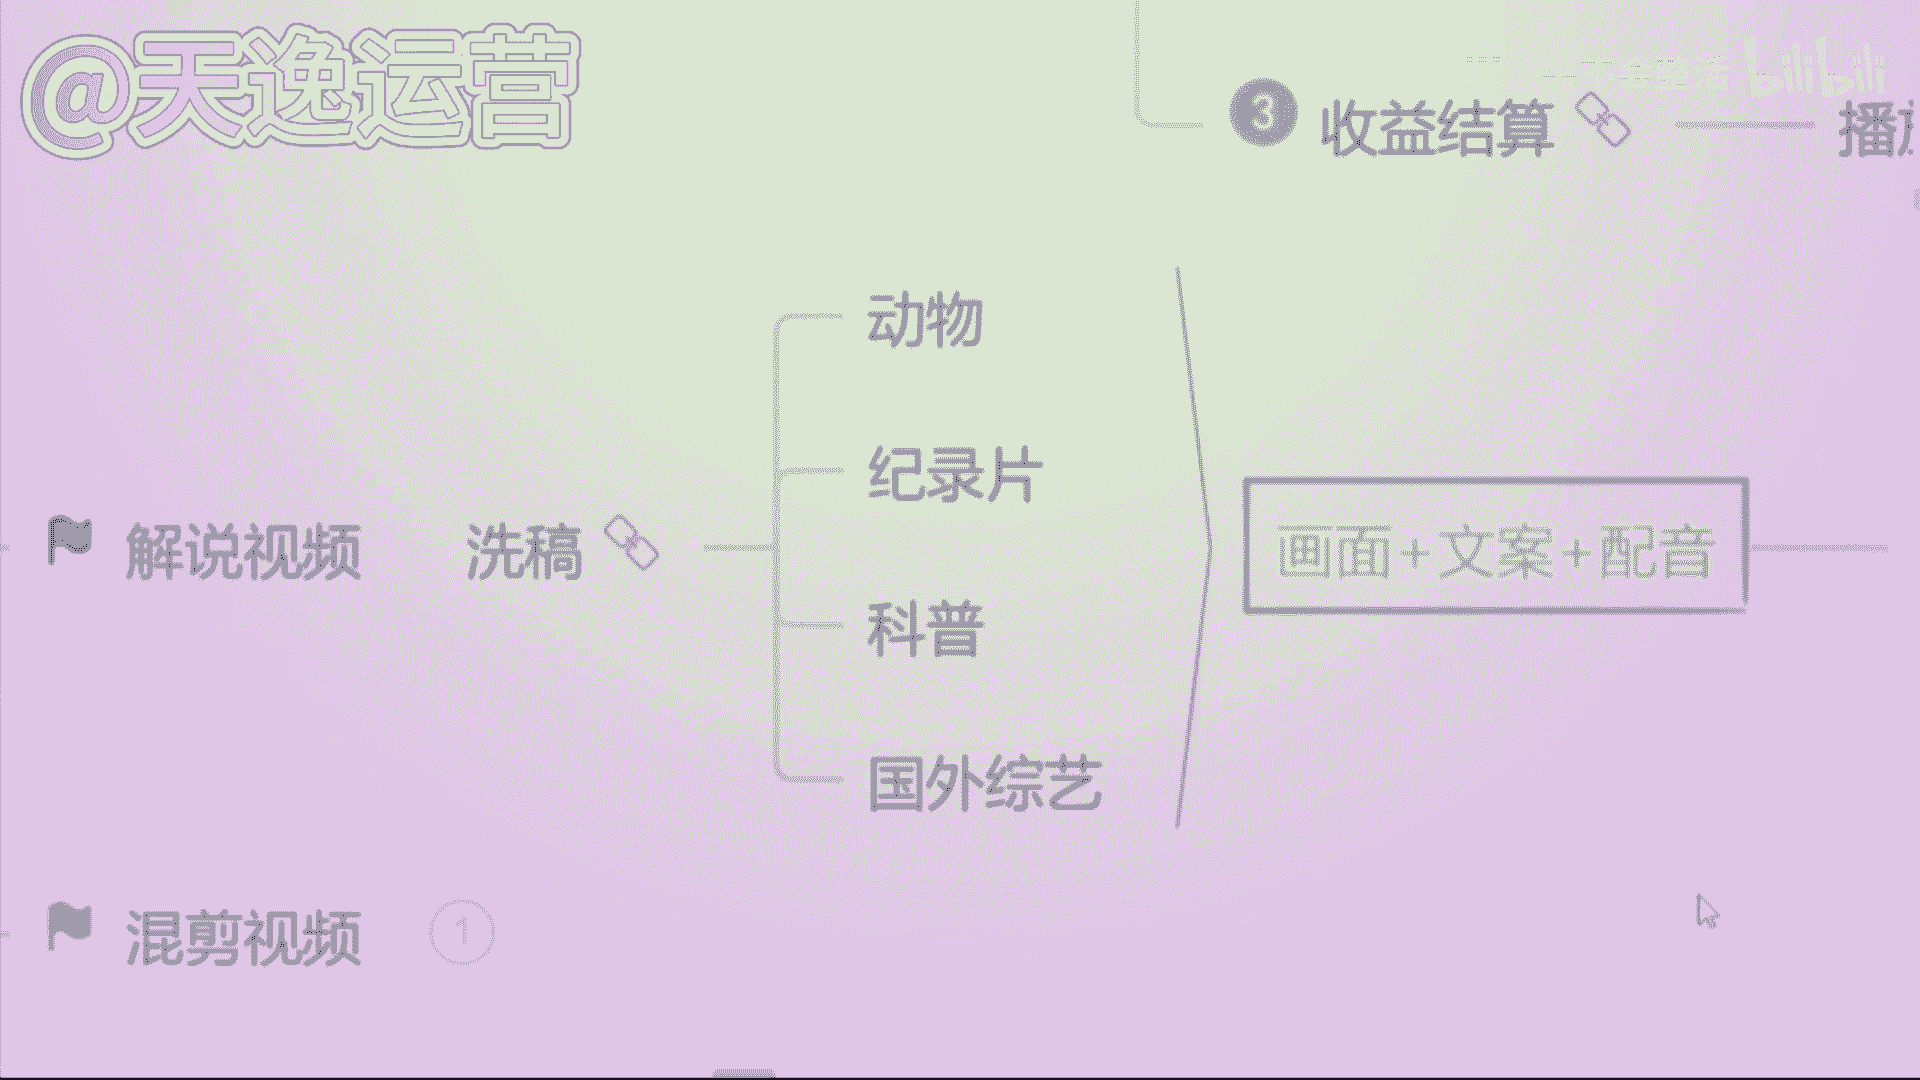 @天逸运营
bilibili
3 收益结算 播
动物
纪录片
解说视频 洗稿 画面+文案+配音
科普
国外综艺
混剪视频 1